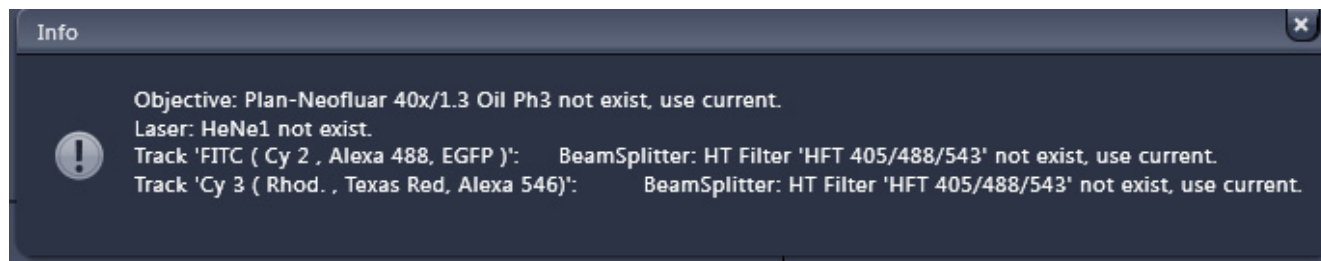 Info
Objective: Plan-Neofluar 40x/1.3 Oil Ph3 not exist, use current.
Laser: HeNe1 not exist.
Track 'FITC ( Cy 2 , Alexa 488, EGFP )': BeamSplitter: HT Filter 'HFT 405/488/543' not exist, use current.
Track 'Cy 3 ( Rhod. , Texas Red, Alexa 546)': BeamSplitter: HT Filter 'HFT 405/488/543' not exist, use current.